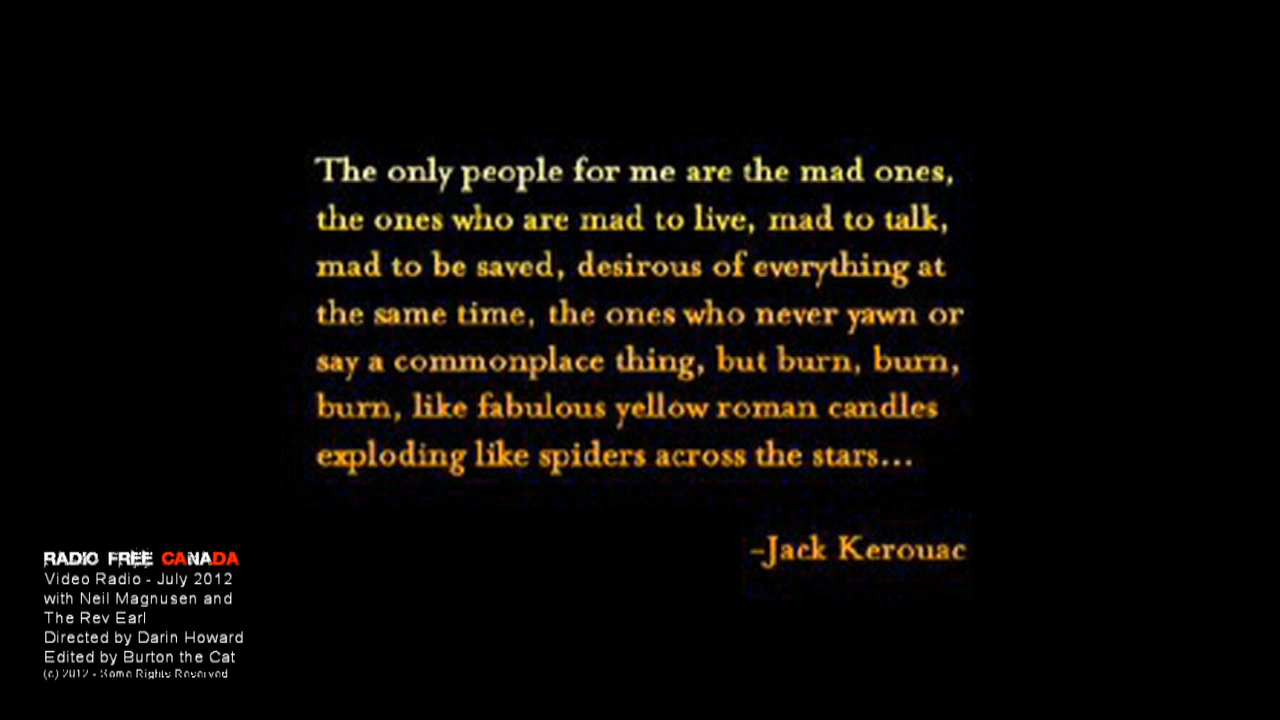 The only people for me are the mad ones,
the ones who are mad to live, mad to talk,
mad to be saved, desirous of everything at
the same time, the ones who never yawn or
say a commonplace thing, but burn, burn,
burn, like fabulous yellow roman candles
exploding like spiders across the stars...
-Jack Kerouac
RADIO FREE CANADA
Video Radio - July 2012
with Neil Magnusen and
The Rev Earl
Directed by Darin Howard
Edited by Burton the Cat
(c) 2012 - Some Rights Reserved